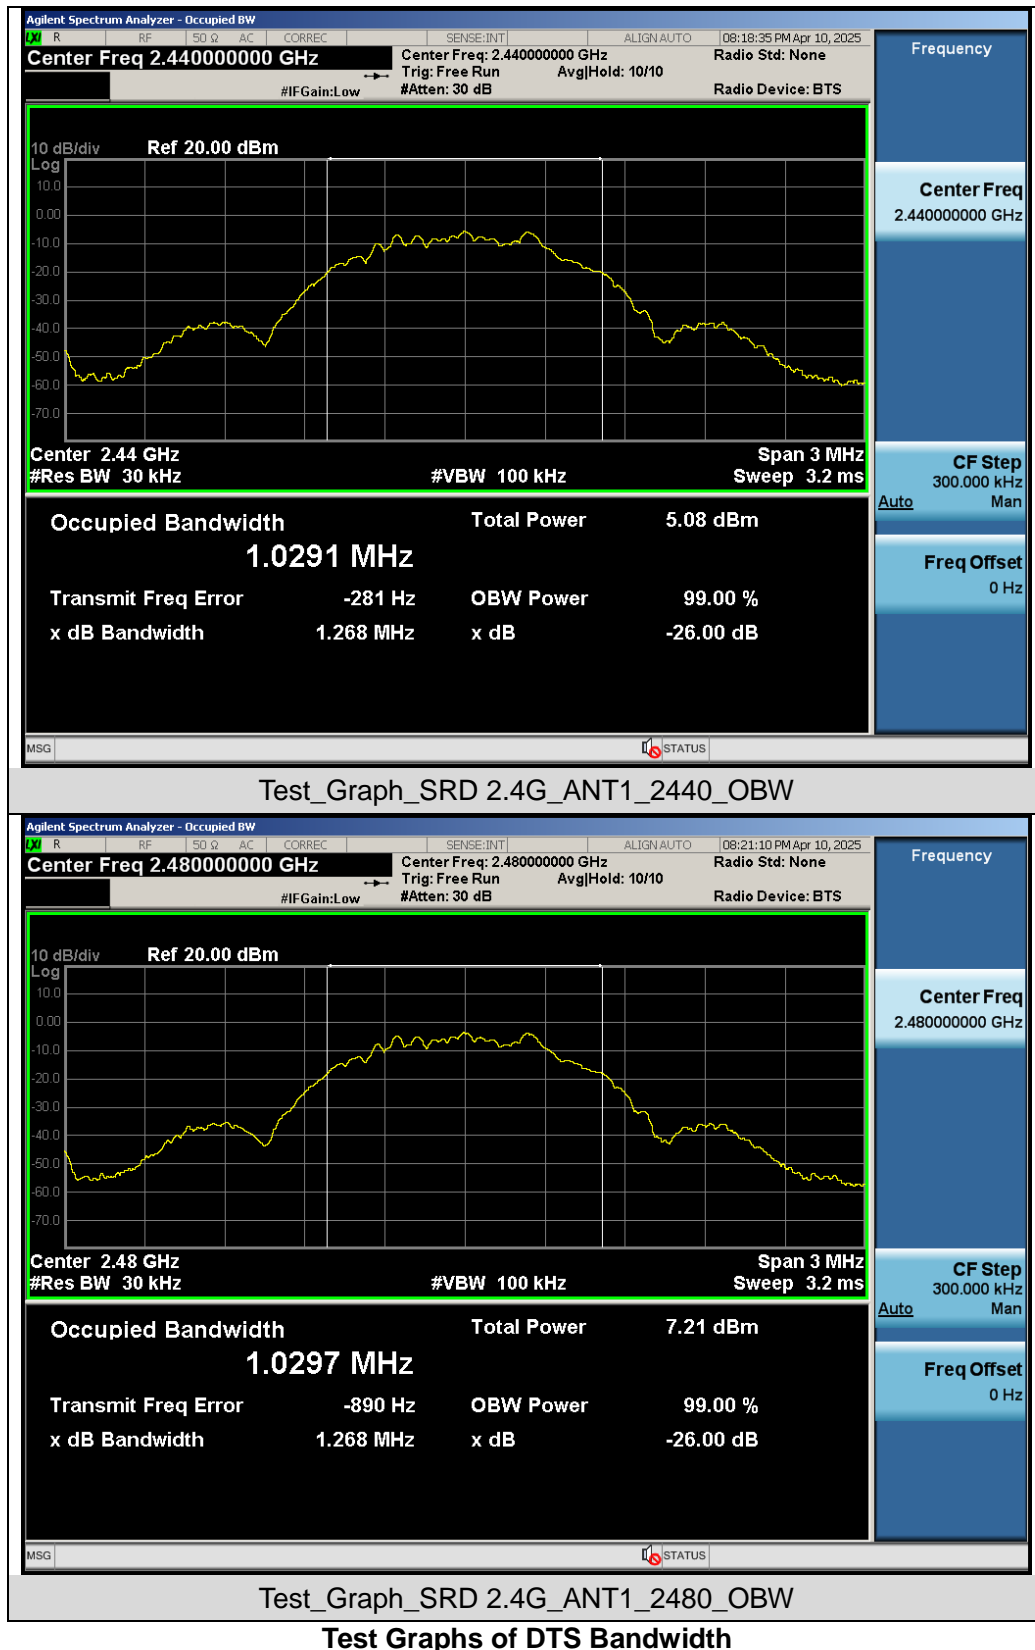 Agilent Spectrum Analyzer - Occupied BW
LXI R RF 50 Ω AC CORREC SENSE:INT ALIGN AUTO 08:18:35 PM Apr 10, 2025
Center Freq 2.440000000 GHz
Center Freq: 2.440000000 GHz
Radio Std: None
Trig: Free Run Avg|Hold: 10/10
#IFGain:Low #Atten: 30 dB Radio Device: BTS
Frequency
10 dB/div Ref 20.00 dBm
Log
10.0
0.00
-10.0
-20.0
-30.0
-40.0
-50.0
-60.0
-70.0
Center 2.44 GHz Span 3 MHz
#Res BW 30 kHz #VBW 100 kHz Sweep 3.2 ms
Center Freq
2.440000000 GHz
CF Step
300.000 kHz
Auto Man
Freq Offset
0 Hz
Occupied Bandwidth Total Power 5.08 dBm
1.0291 MHz
Transmit Freq Error -281 Hz OBW Power 99.00 %
x dB Bandwidth 1.268 MHz x dB -26.00 dB
MSG STATUS
Test_Graph_SRD 2.4G_ANT1_2440_OBW
Agilent Spectrum Analyzer - Occupied BW
LXI R RF 50 Ω AC CORREC SENSE:INT ALIGN AUTO 08:21:10 PM Apr 10, 2025
Center Freq 2.480000000 GHz
Center Freq: 2.480000000 GHz
Radio Std: None
Trig: Free Run Avg|Hold: 10/10
#IFGain:Low #Atten: 30 dB Radio Device: BTS
Frequency
10 dB/div Ref 20.00 dBm
Log
10.0
0.00
-10.0
-20.0
-30.0
-40.0
-50.0
-60.0
-70.0
Center 2.48 GHz Span 3 MHz
#Res BW 30 kHz #VBW 100 kHz Sweep 3.2 ms
Center Freq
2.480000000 GHz
CF Step
300.000 kHz
Auto Man
Freq Offset
0 Hz
Occupied Bandwidth Total Power 7.21 dBm
1.0297 MHz
Transmit Freq Error -890 Hz OBW Power 99.00 %
x dB Bandwidth 1.268 MHz x dB -26.00 dB
MSG STATUS
Test_Graph_SRD 2.4G_ANT1_2480_OBW
Test Graphs of DTS Bandwidth